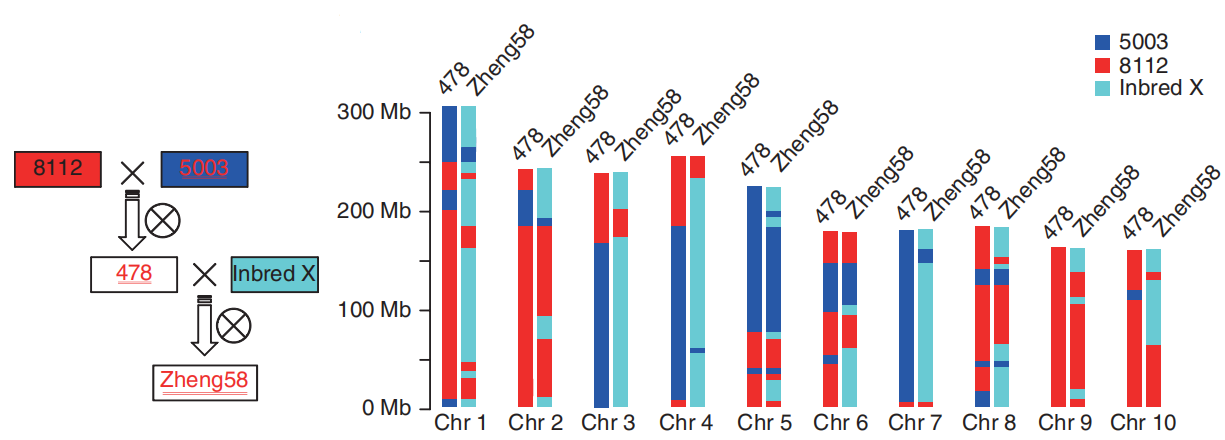 8112
5003
478
Inbred X
Zheng58
5003
8112
Inbred X
300 Mb
200 Mb
100 Mb
0 Mb
478
Zheng58
478
Zheng58
478
Zheng58
478
Zheng58
478
Zheng58
478
Zheng58
478
Zheng58
478
Zheng58
478
Zheng58
478
Zheng58
Chr 1 Chr 2 Chr 3 Chr 4 Chr 5 Chr 6 Chr 7 Chr 8 Chr 9 Chr 10